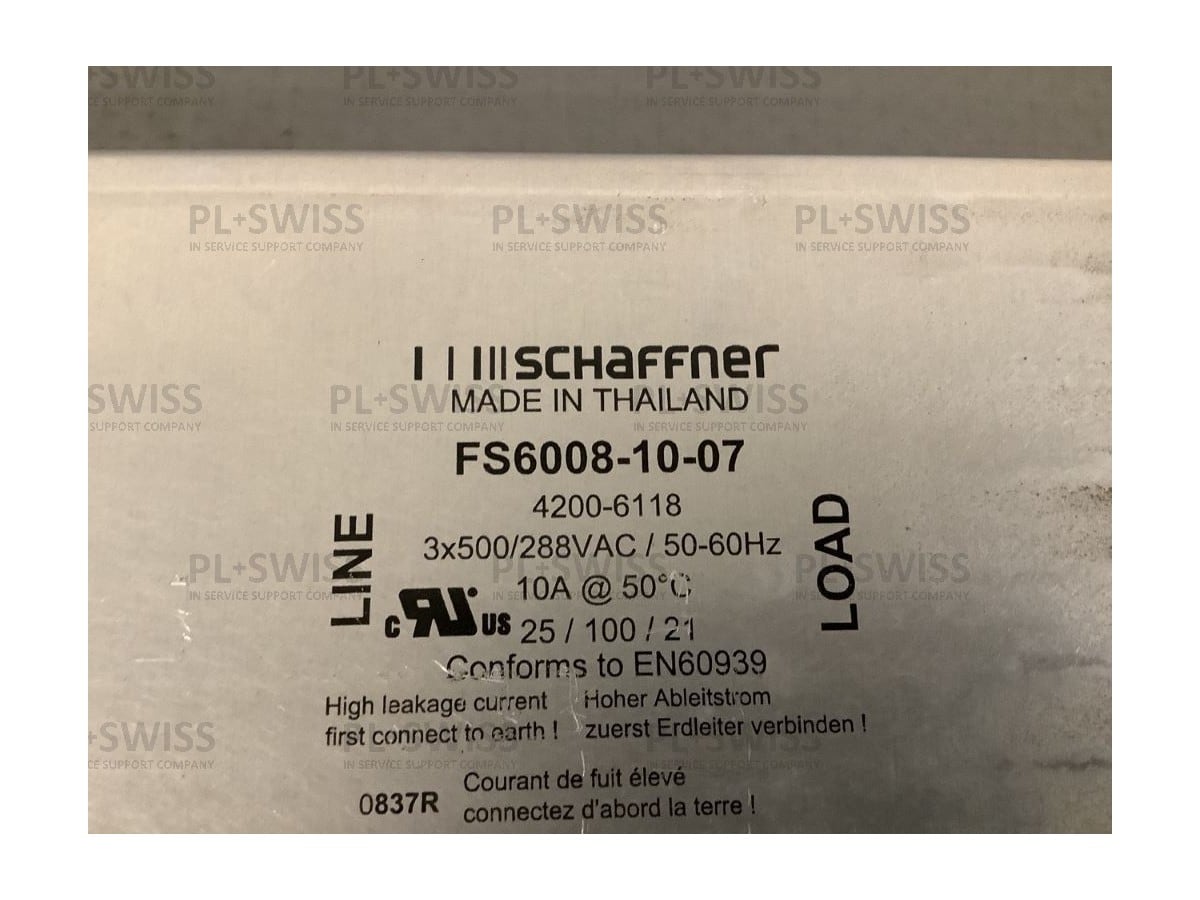 SCHAFFNER
MADE IN THAILAND
FS6008-10-07
4200-6118
3x500/288VAC / 50-60Hz
10A @ 50°C
25 / 100 / 21
Conforms to EN60939
LINE
LOAD
c RU US
High leakage current
first connect to earth !
Hoher Ableitstrom
zuerst Erdleiter verbinden !
0837R
Courant de fuit élevé
connectez d'abord la terre !
PL+SWISS
IN SERVICE SUPPORT COMPANY